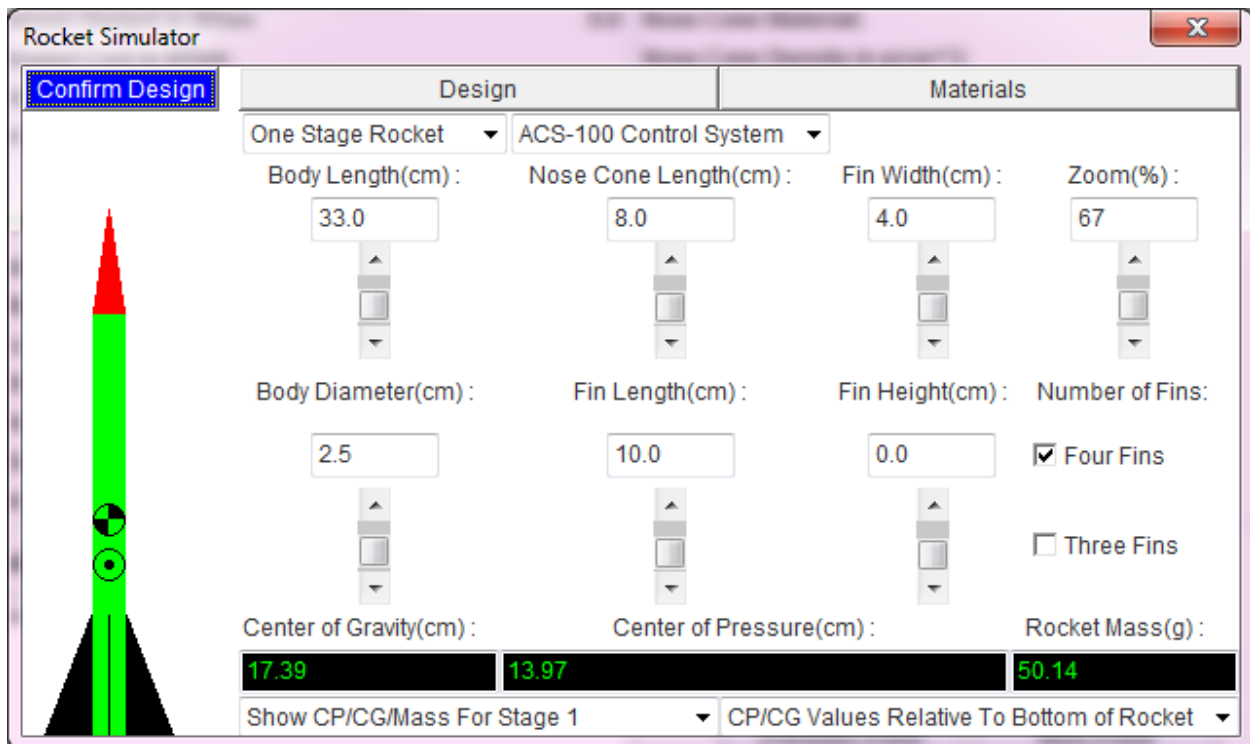 Rocket Simulator
Confirm Design Design Materials
One Stage Rocket ACS-100 Control System
Body Length(cm) : Nose Cone Length(cm) : Fin Width(cm) : Zoom(%) :
33.0 8.0 4.0 67
Body Diameter(cm) : Fin Length(cm) : Fin Height(cm) : Number of Fins:
2.5 10.0 0.0 Four Fins
Three Fins
Center of Gravity(cm) : Center of Pressure(cm) : Rocket Mass(g) :
17.39 13.97 50.14
Show CP/CG/Mass For Stage 1 CP/CG Values Relative To Bottom of Rocket